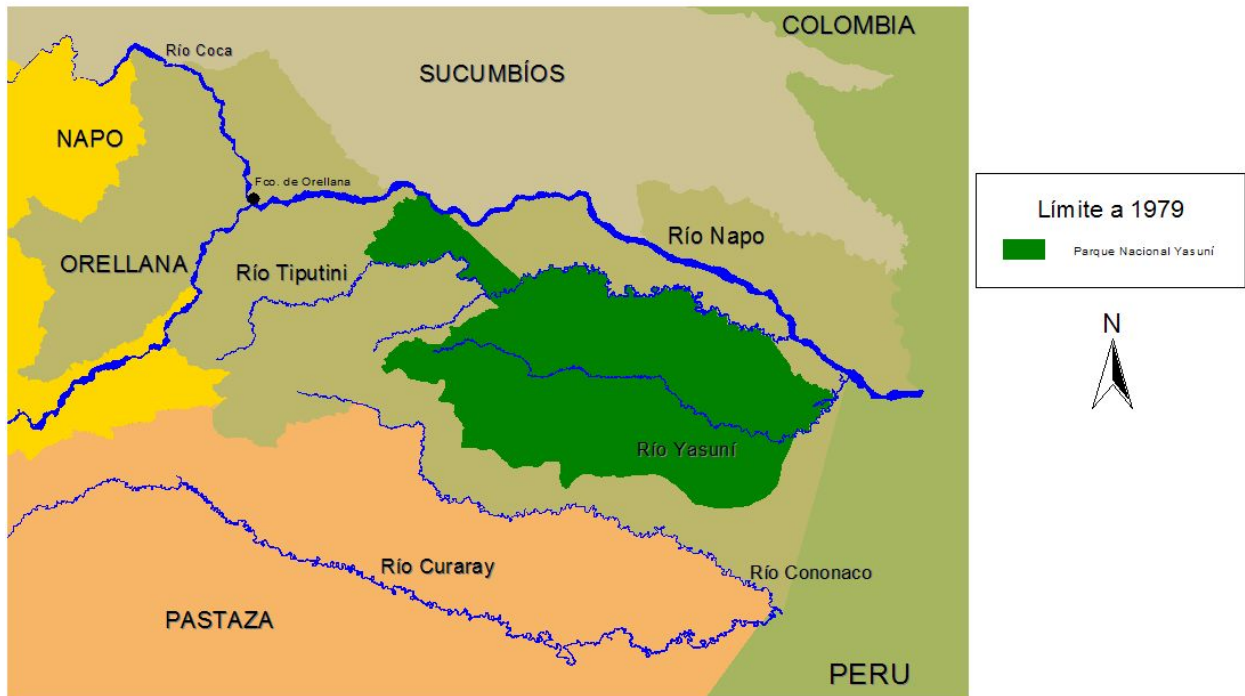 COLOMBIA
Río Coca
SUCUMBÍOS
NAPO
Fco. de Orellana
Río Napo
ORELLANA
Río Tiputini
Río Yasuní
Río Curaray
Río Cononaco
PASTAZA
PERU
Límite a 1979
Parque Nacional Yasuní
N